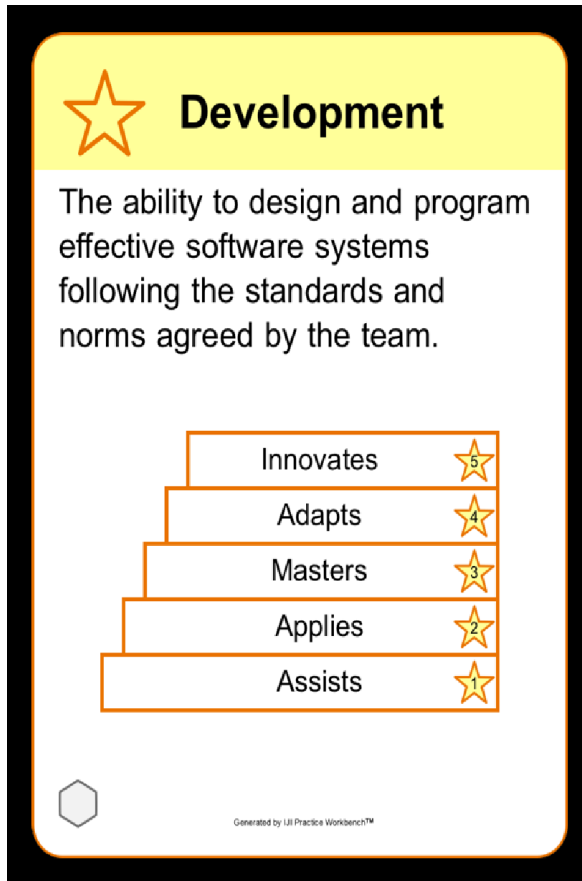 Development
The ability to design and program
effective software systems
following the standards and
norms agreed by the team.
Innovates 5
Adapts 4
Masters 3
Applies 2
Assists 1
Generated by IJI Practice Workbench™